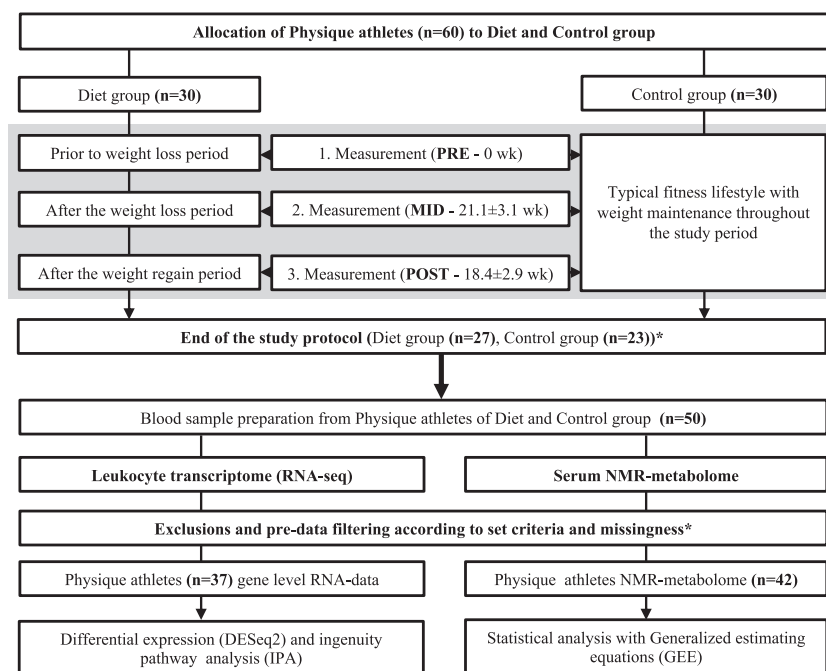 Allocation of Physique athletes (n=60) to Diet and Control group
Diet group (n=30)
Control group (n=30)
Prior to weight loss period
1. Measurement (PRE - 0 wk)
After the weight loss period
2. Measurement (MID - 21.1±3.1 wk)
After the weight regain period
3. Measurement (POST - 18.4±2.9 wk)
Typical fitness lifestyle with
weight maintenance throughout
the study period
End of the study protocol (Diet group (n=27), Control group (n=23))*
Blood sample preparation from Physique athletes of Diet and Control group (n=50)
Leukocyte transcriptome (RNA-seq)
Serum NMR-metabolome
Exclusions and pre-data filtering according to set criteria and missingness*
Physique athletes (n=37) gene level RNA-data
Physique athletes NMR-metabolome (n=42)
Differential expression (DESeq2) and ingenuity
pathway analysis (IPA)
Statistical analysis with Generalized estimating
equations (GEE)